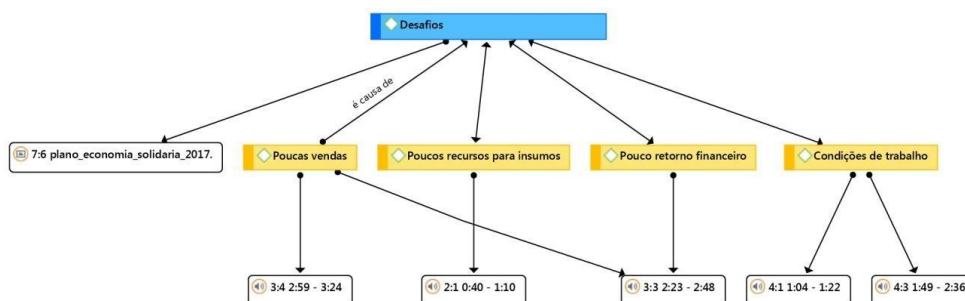 Desafios
é causa de
7:6 plano_economia_solidaria_2017.
Poucas vendas
Poucos recursos para insumos
Pouco retorno financeiro
Condições de trabalho
3:4 2:59 - 3:24
2:1 0:40 - 1:10
3:3 2:23 - 2:48
4:1 1:04 - 1:22
4:3 1:49 - 2:36